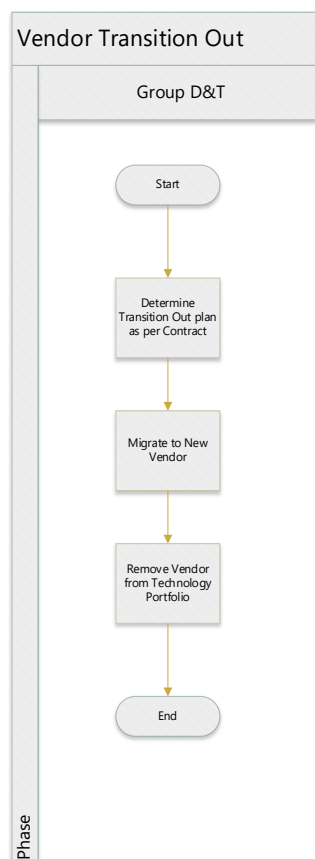 Vendor Transition Out
Group D&T
Start
Determine
Transition Out plan
as per Contract
Migrate to New
Vendor
Remove Vendor
from Technology
Portfolio
End
Phase